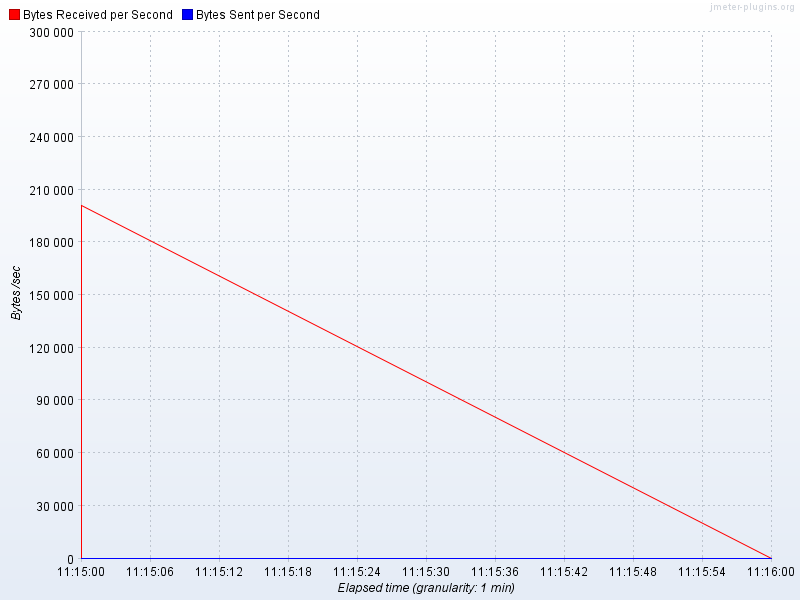 jmeter-plugins.org
Bytes Received per Second Bytes Sent per Second
300 000
270 000
240 000
210 000
180 000
150 000
120 000
90 000
60 000
30 000
0
Bytes /sec
11:15:00 11:15:06 11:15:12 11:15:18 11:15:24 11:15:30 11:15:36 11:15:42 11:15:48 11:15:54 11:16:00
Elapsed time (granularity: 1 min)